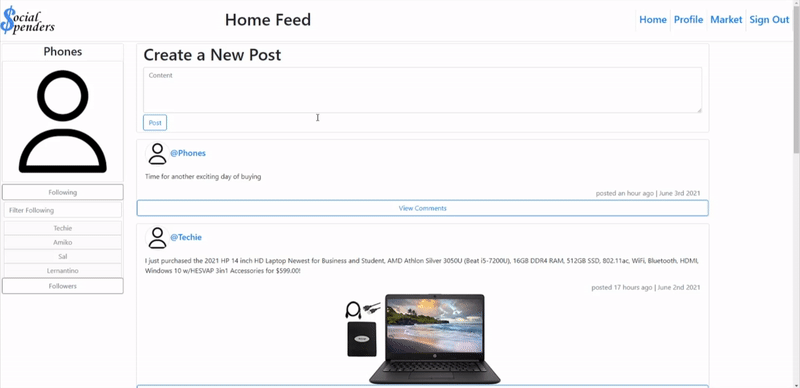 $ocial
$penders
Home Feed
Home
Profile
Market
Sign Out
Phones
Following
Filter Following
Techie
Amiko
Sal
Lernantino
Followers
Create a New Post
Content
Post
@Phones
Time for another exciting day of buying
posted an hour ago | June 3rd 2021
View Comments
@Techie
I just purchased the 2021 HP 14 inch HD Laptop Newest for Business and Student, AMD Athlon Silver 3050U (Beat i5-7200U), 16GB DDR4 RAM, 512GB SSD, 802.11ac, WiFi, Bluetooth, HDMI,
Windows 10 w/HESVAP 3in1 Accessories for $599.00!
posted 17 hours ago | June 2nd 2021